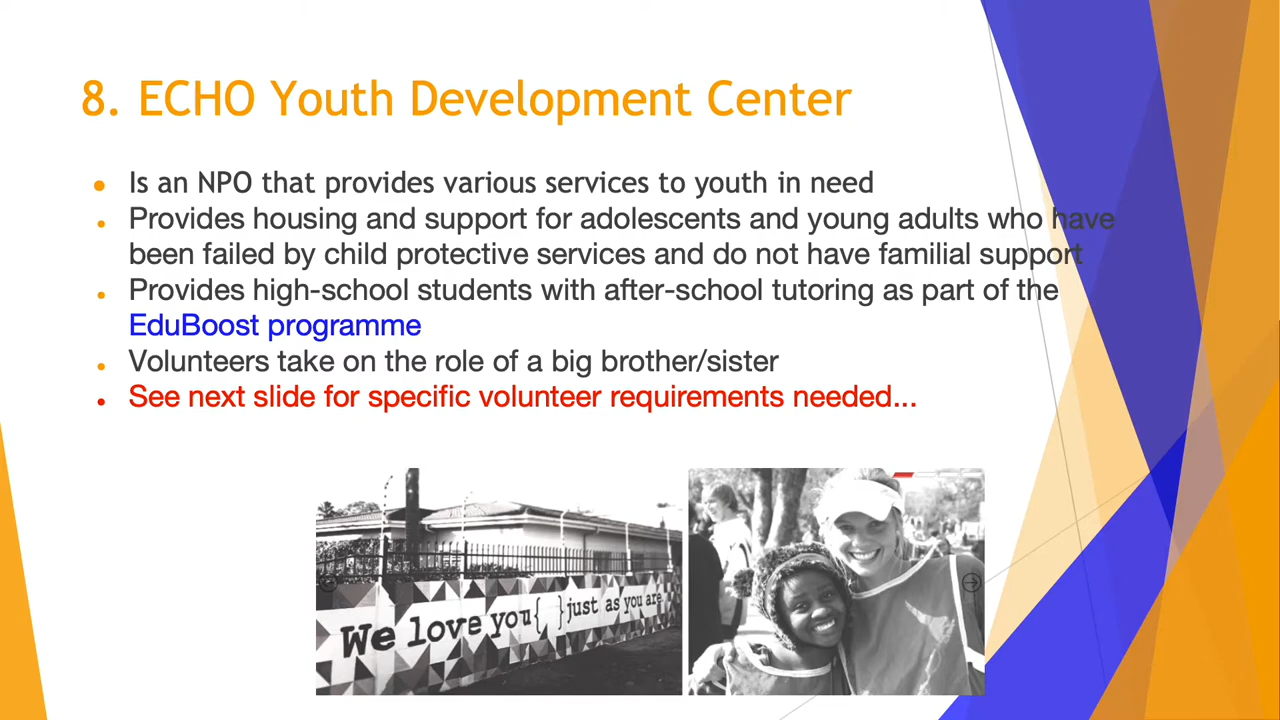 8. ECHO Youth Development Center
Is an NPO that provides various services to youth in need
Provides housing and support for adolescents and young adults who have
been failed by child protective services and do not have familial support
Provides high-school students with after-school tutoring as part of the
EduBoost programme
Volunteers take on the role of a big brother/sister
See next slide for specific volunteer requirements needed...
We love you{ }just as you are.